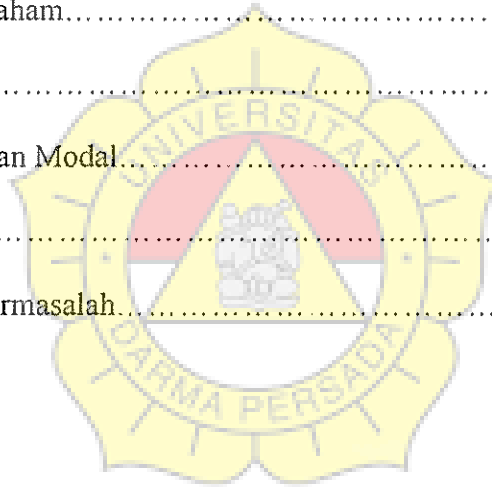 aham..............................
..............................
an Modal..............................
..............................
rmasalah..............................
UNIVERSITAS
DARMA PERSADA